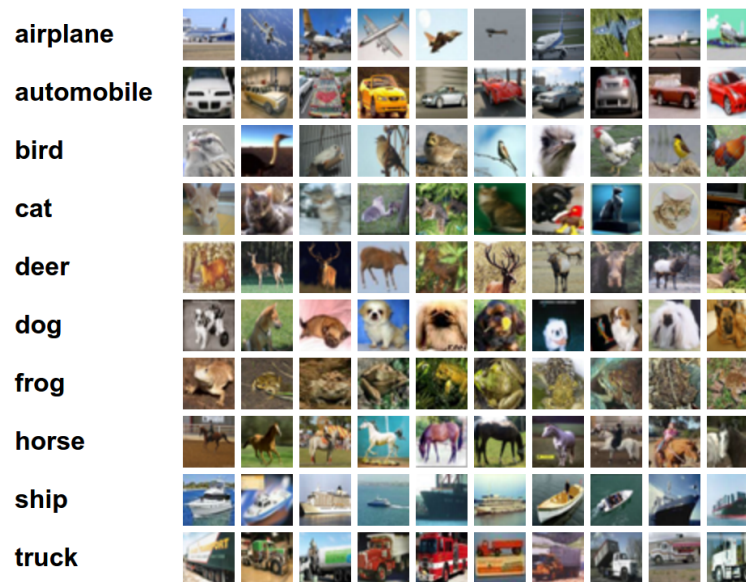 airplane
automobile
bird
cat
deer
dog
frog
horse
ship
truck